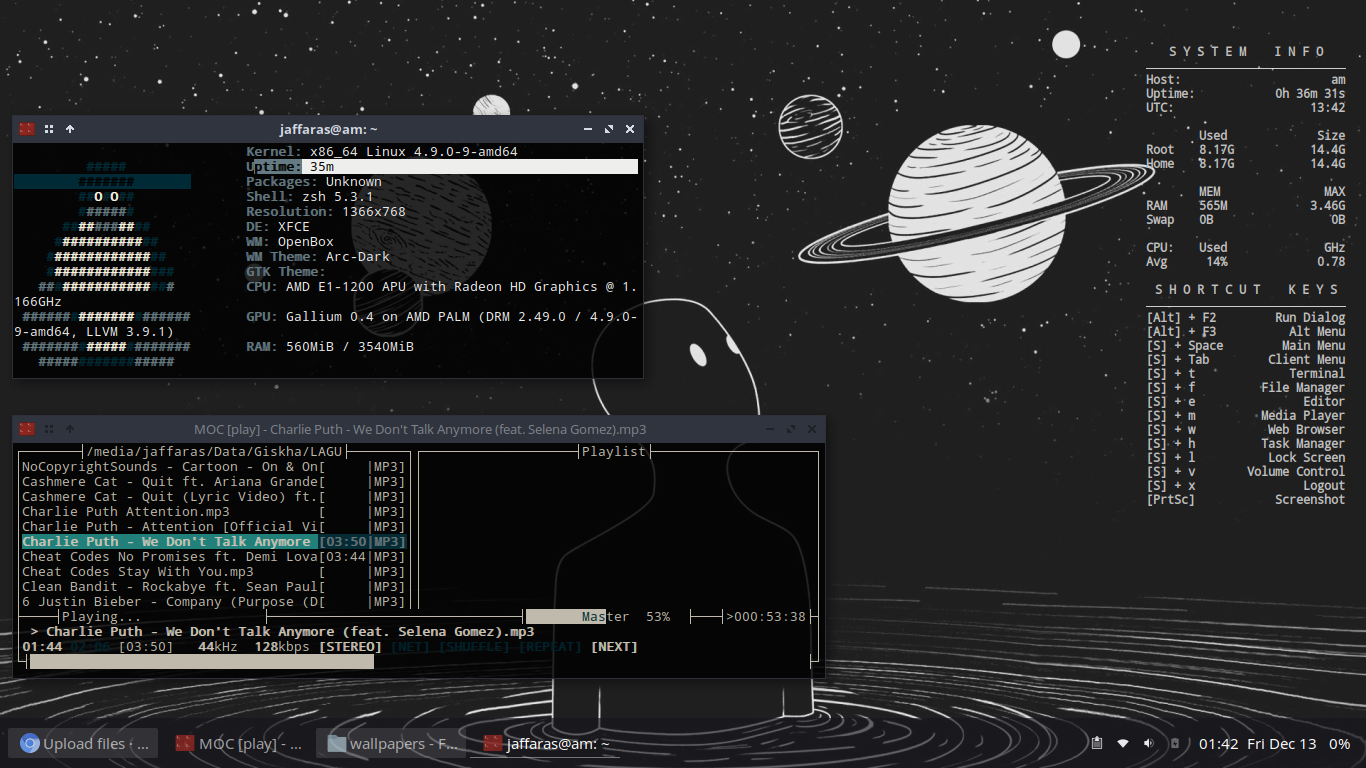 jaffaras@am: ~
Kernel: x86_64 Linux 4.9.0-9-amd64
Uptime: 35m
Packages: Unknown
Shell: zsh 5.3.1
Resolution: 1366x768
DE: XFCE
WM: OpenBox
WM Theme: Arc-Dark
GTK Theme:
CPU: AMD E1-1200 APU with Radeon HD Graphics @ 1.
166GHz
GPU: Gallium 0.4 on AMD PALM (DRM 2.49.0 / 4.9.0-
9-amd64, LLVM 3.9.1)
RAM: 560MiB / 3540MiB
MOC [play] - Charlie Puth - We Don't Talk Anymore (feat. Selena Gomez).mp3
/media/jaffaras/Data/Giskha/LAGU
Playlist
NoCopyrightSounds - Cartoon - On & On[ |MP3]
Cashmere Cat - Quit ft. Ariana Grande[ |MP3]
Cashmere Cat - Quit (Lyric Video) ft.[ |MP3]
Charlie Puth Attention.mp3 [ |MP3]
Charlie Puth - Attention [Official Vi[ |MP3]
Charlie Puth - We Don't Talk Anymore [03:50|MP3]
Cheat Codes No Promises ft. Demi Lova[03:44|MP3]
Cheat Codes Stay With You.mp3 [ |MP3]
Clean Bandit - Rockabye ft. Sean Paul[ |MP3]
6 Justin Bieber - Company (Purpose (D[ |MP3]
Playing...
Master 53%
>000:53:38
> Charlie Puth - We Don't Talk Anymore (feat. Selena Gomez).mp3
01:44 02:06 [03:50] 44kHz 128kbps [STEREO] [NET] [SHUFFLE] [REPEAT] [NEXT]
SYSTEM INFO
Host: am
Uptime: 0h 36m 31s
UTC: 13:42
Used Size
Root 8.17G 14.4G
Home 8.17G 14.4G
MEM MAX
RAM 565M 3.46G
Swap 0B 0B
CPU: Used GHz
Avg 14% 0.78
SHORTCUT KEYS
[Alt] + F2 Run Dialog
[Alt] + F3 Alt Menu
[S] + Space Main Menu
[S] + Tab Client Menu
[S] + t Terminal
[S] + f File Manager
[S] + e Editor
[S] + m Media Player
[S] + w Web Browser
[S] + h Task Manager
[S] + l Lock Screen
[S] + v Volume Control
[S] + x Logout
[PrtSc] Screenshot
Upload files · ...
MOC [play] - ...
wallpapers - F...
jaffaras@am: ~
01:42 Fri Dec 13 0%